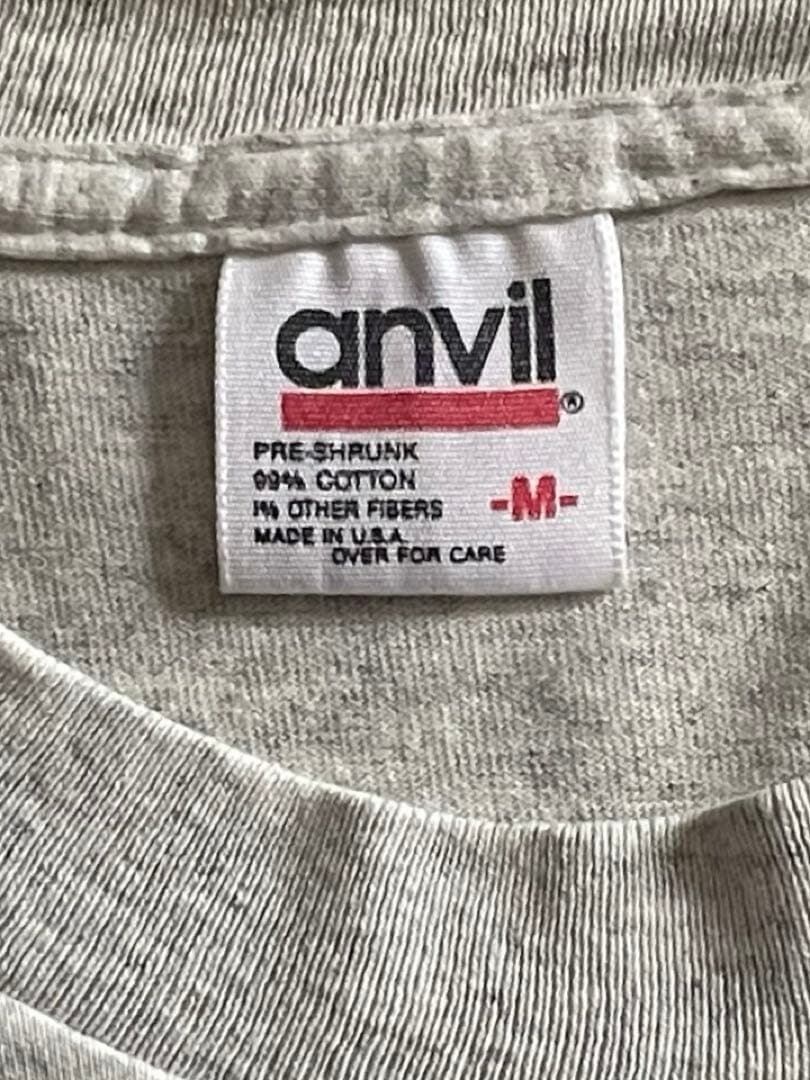 anvil®
PRE-SHRUNK
99% COTTON
1% OTHER FIBERS
-M-
MADE IN U.S.A.
OVER FOR CARE